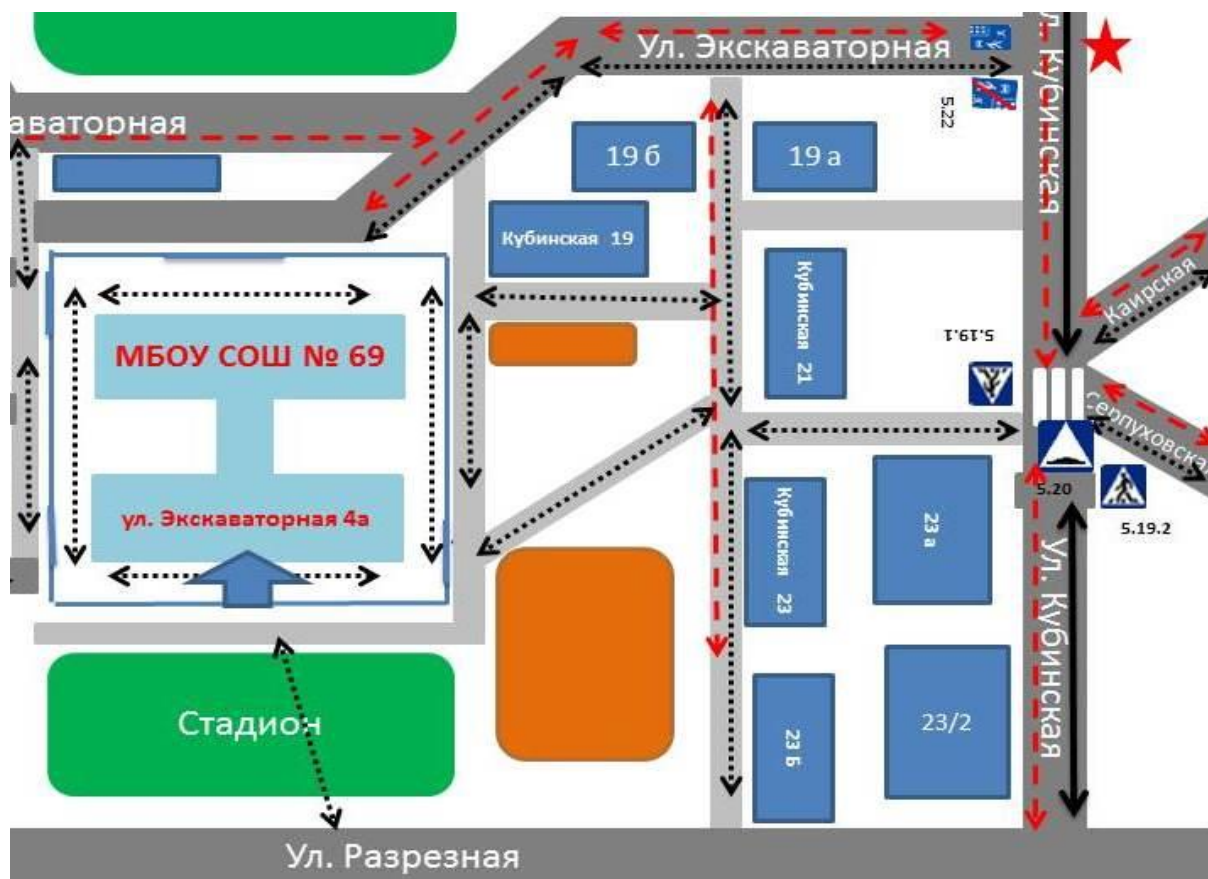 Ул. Экскаваторная
ул. Кубинская
5.22
аваторная
19 б
19 а
Кубинская 19
Каирская
Кубинская 21
5.19.1
МБОУ СОШ № 69
Серпуховская
ул. Экскаваторная 4а
Кубинская 23
23 а
5.20
5.19.2
Ул. Кубинская
Стадион
23 Б
23/2
Ул. Разрезная